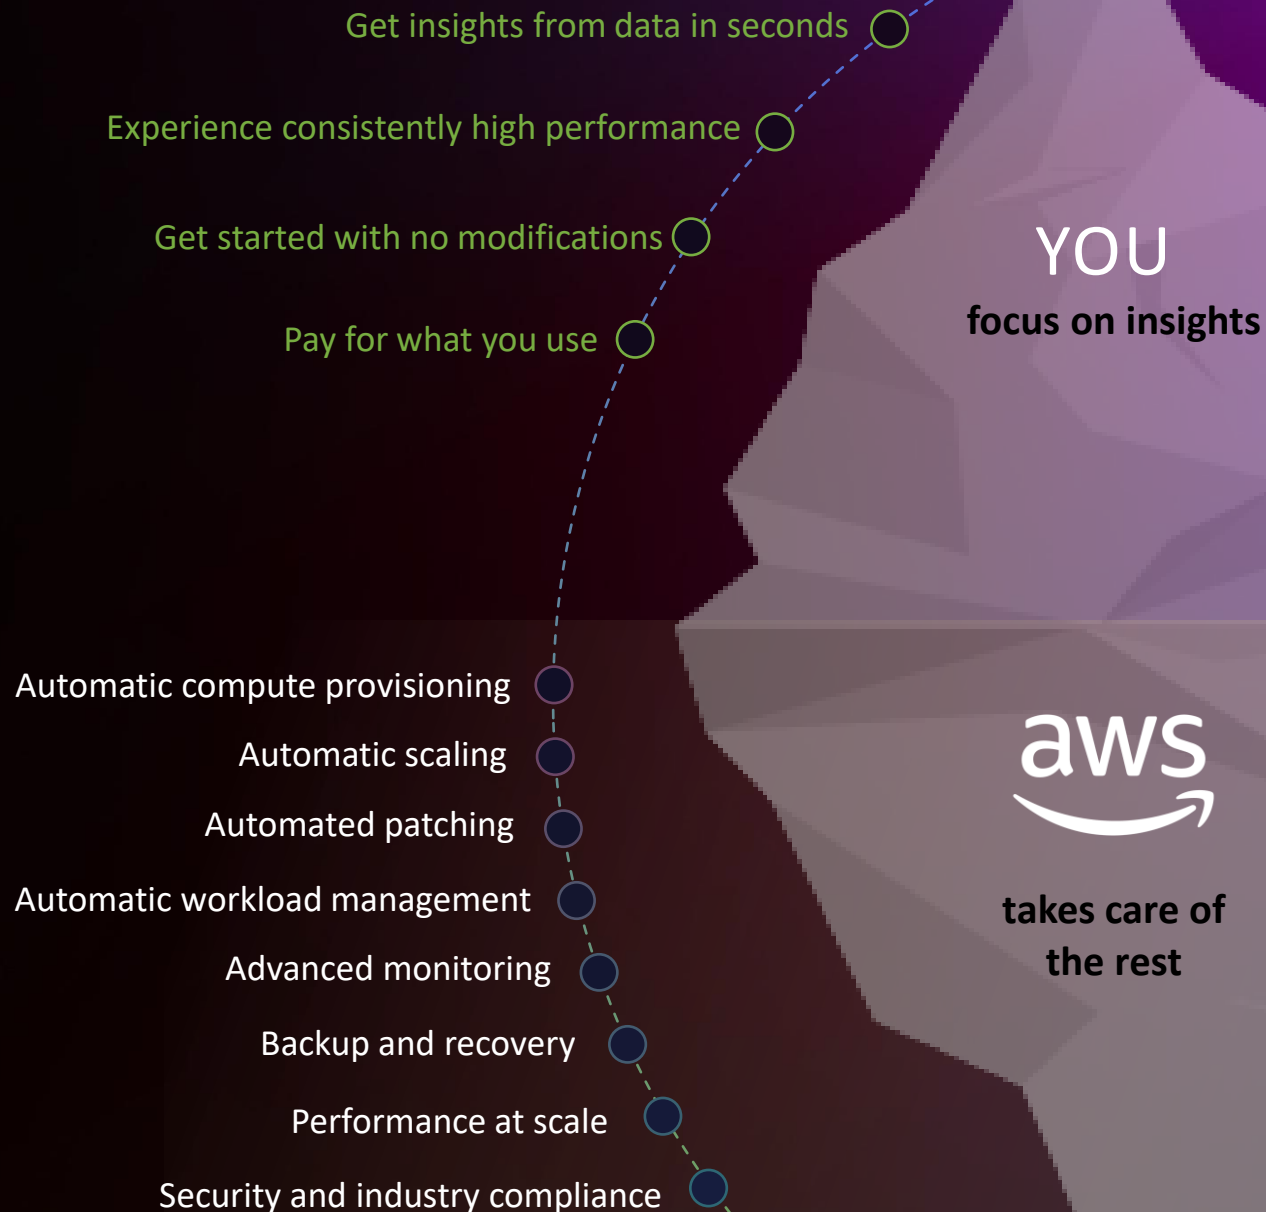 Get insights from data in seconds
Experience consistently high performance
Get started with no modifications
Pay for what you use
YOU
focus on insights
Automatic compute provisioning
Automatic scaling
Automated patching
Automatic workload management
Advanced monitoring
Backup and recovery
Performance at scale
Security and industry compliance
aws
takes care of
the rest